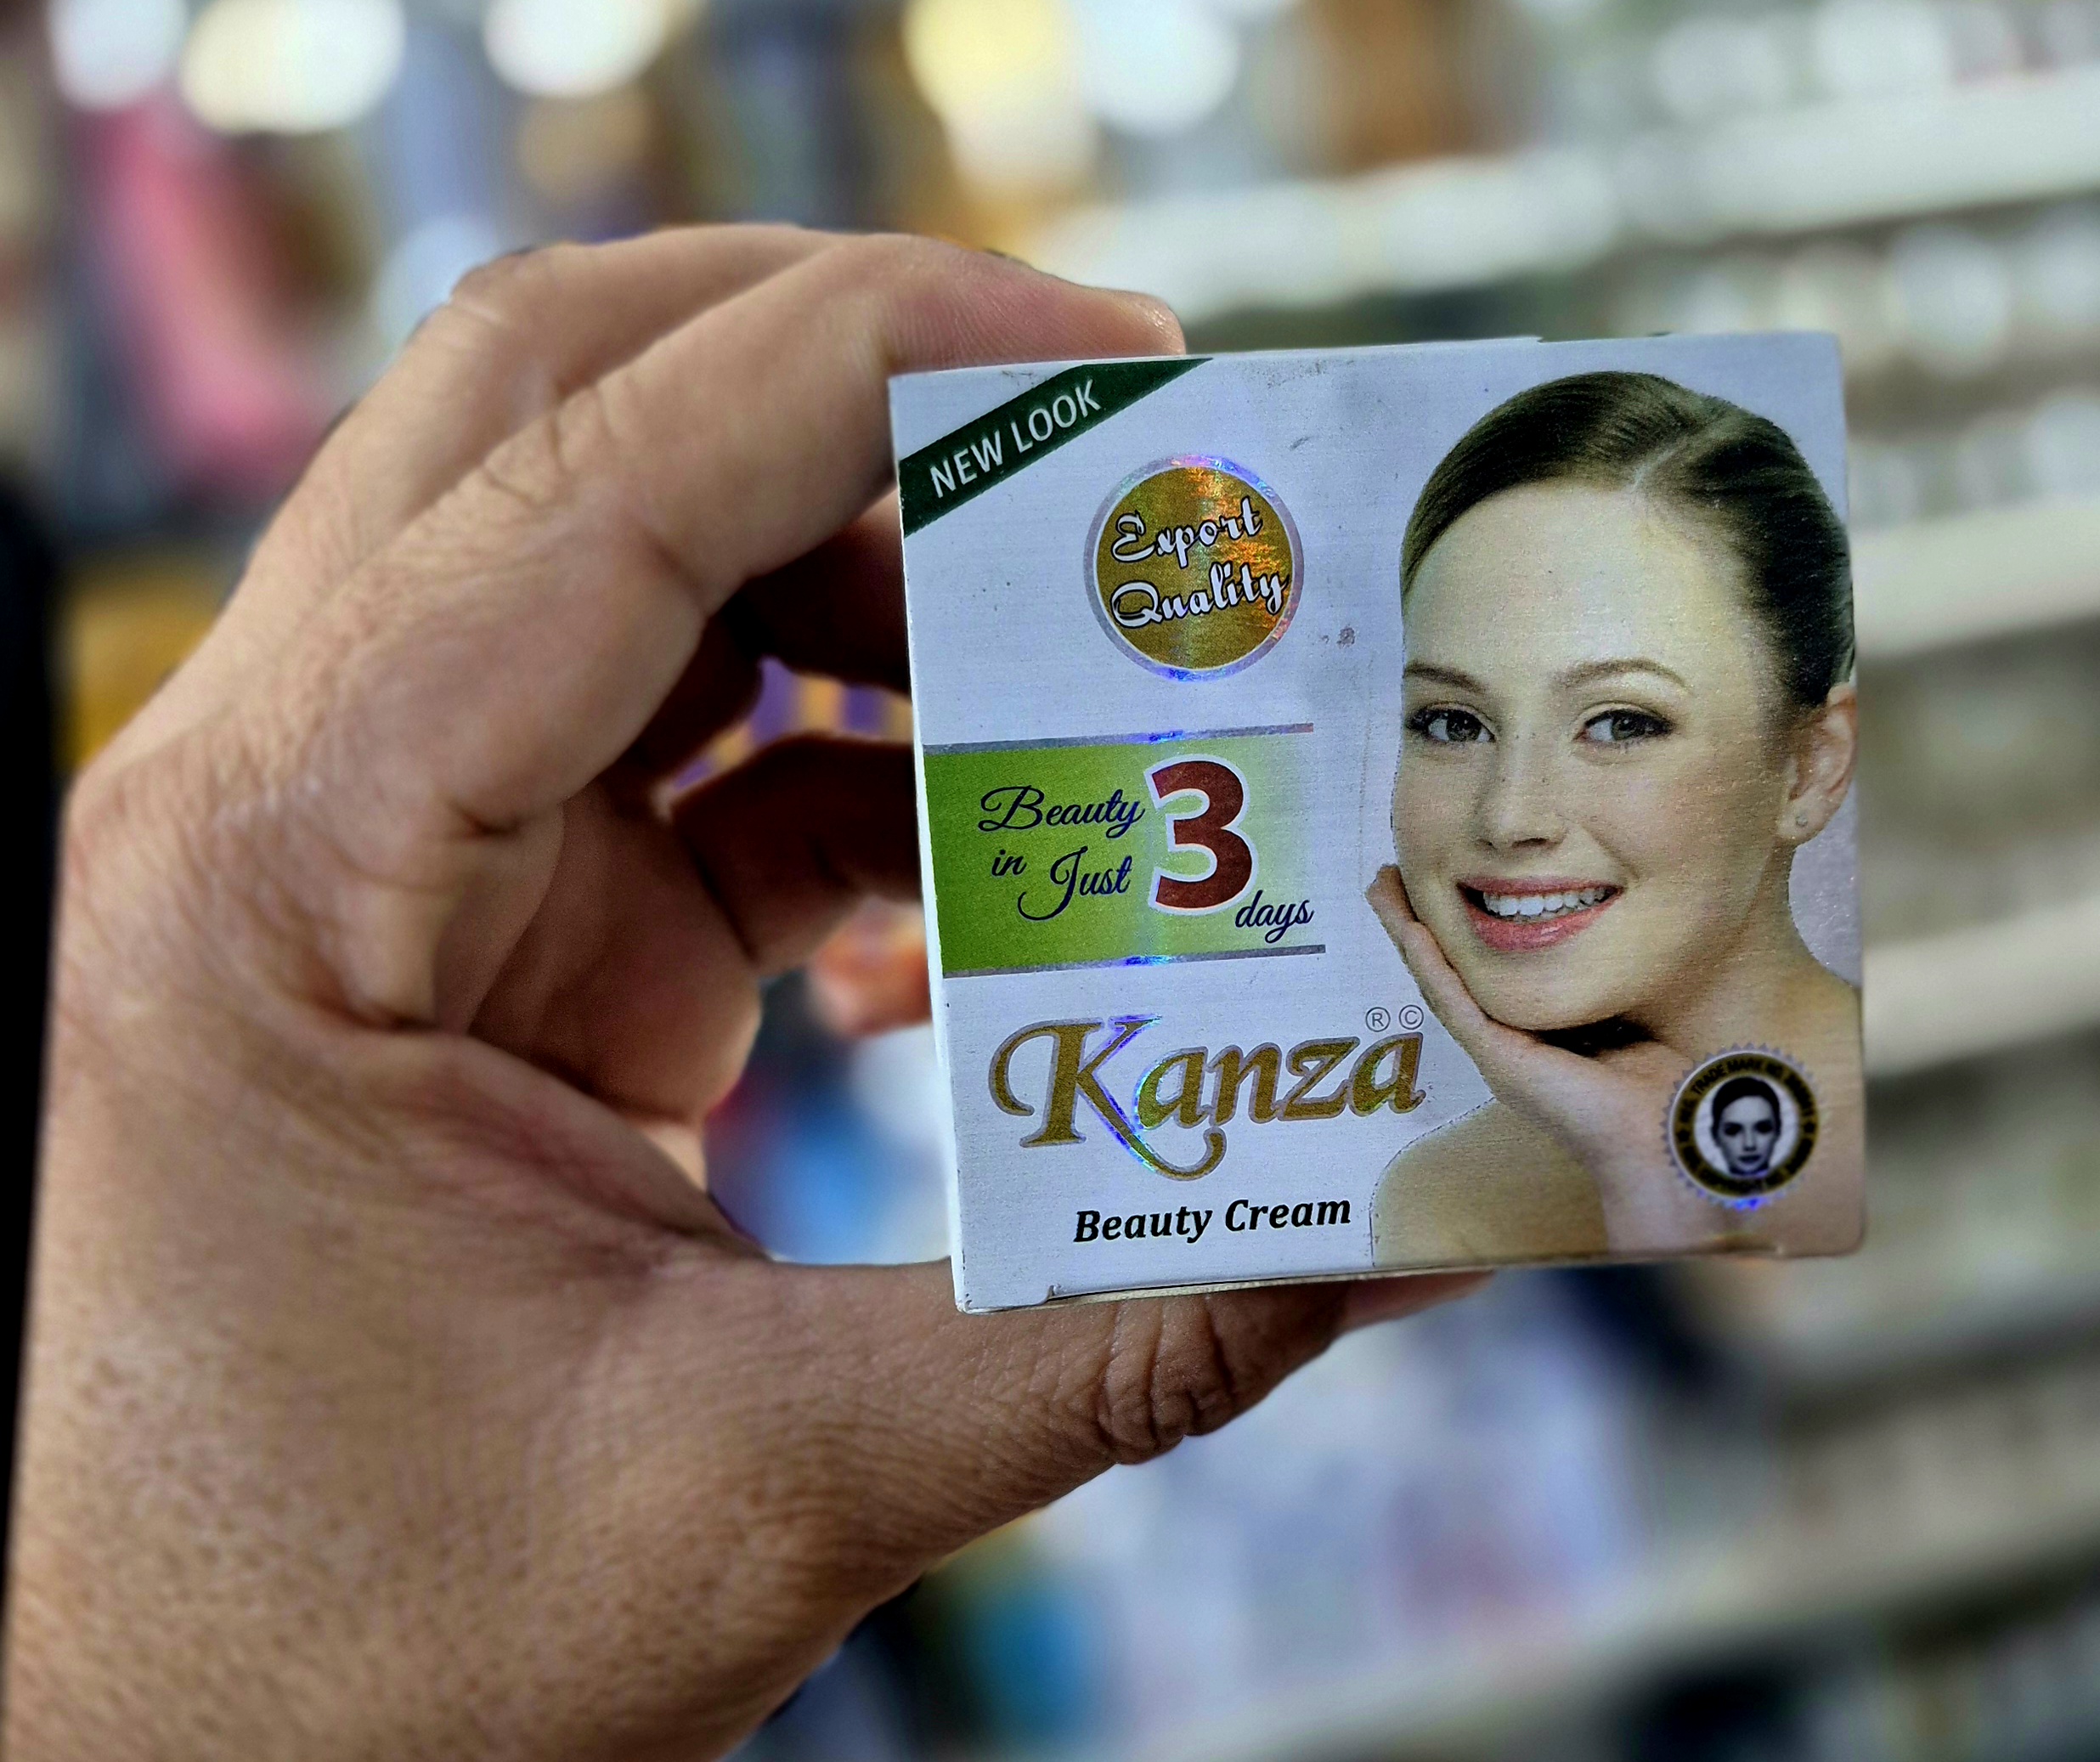 NEW LOOK
Export
Quality
Beauty
in Just
3
days
Kanza
® ©
Beauty Cream